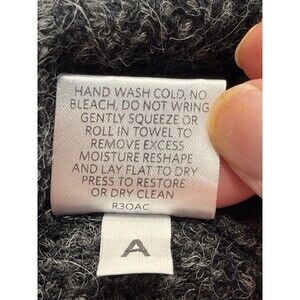 HAND WASH COLD, NO
BLEACH, DO NOT WRING
GENTLY SQUEEZE OR
ROLL IN TOWEL TO
REMOVE EXCESS
MOISTURE RESHAPE
AND LAY FLAT TO DRY
PRESS TO RESTORE
OR DRY CLEAN
R30AC
A